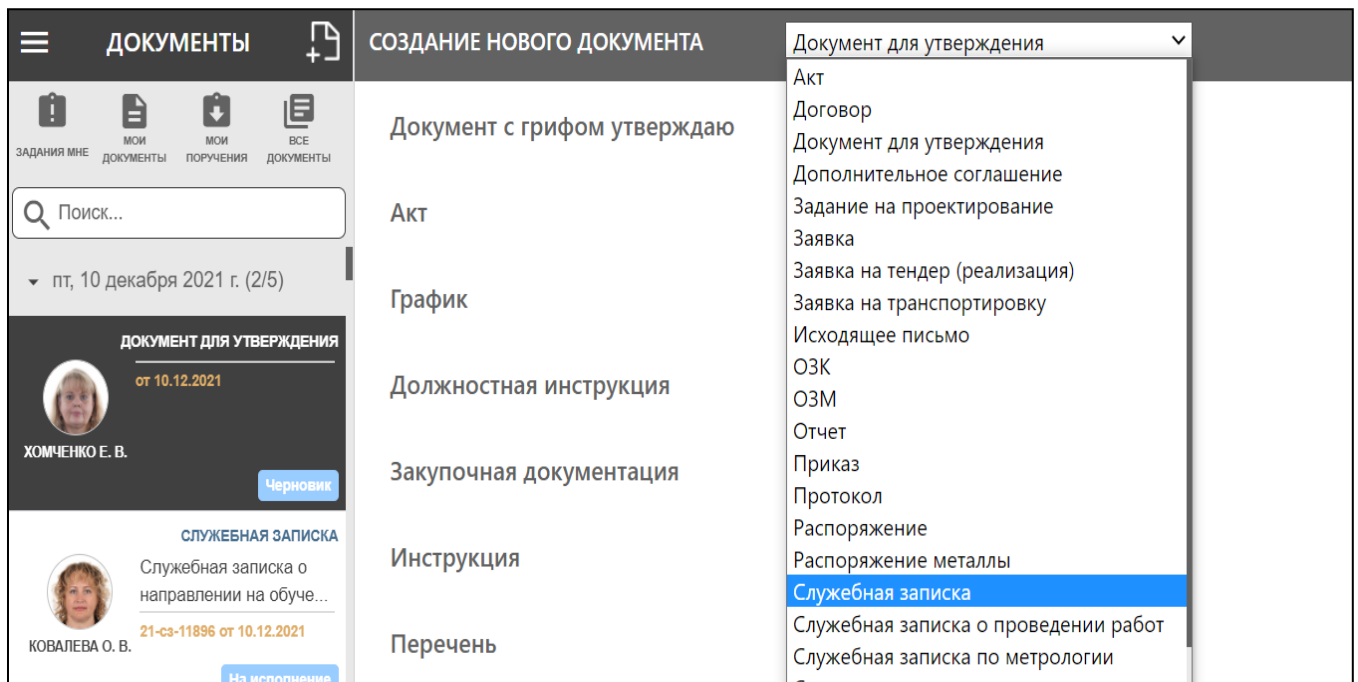 ДОКУМЕНТЫ
ЗАДАНИЯ МНЕ
МОИ
ДОКУМЕНТЫ
МОИ
ПОРУЧЕНИЯ
ВСЕ
ДОКУМЕНТЫ
Поиск...
пт, 10 декабря 2021 г. (2/5)
ДОКУМЕНТ ДЛЯ УТВЕРЖДЕНИЯ
от 10.12.2021
ХОМЧЕНКО Е. В.
Черновик
СЛУЖЕБНАЯ ЗАПИСКА
Служебная записка о
направлении на обуче...
21-сз-11896 от 10.12.2021
КОВАЛЕВА О. В.
На исполнение
СОЗДАНИЕ НОВОГО ДОКУМЕНТА
Документ для утверждения
Документ с грифом утверждаю
Акт
График
Должностная инструкция
Закупочная документация
Инструкция
Перечень
Акт
Договор
Документ для утверждения
Дополнительное соглашение
Задание на проектирование
Заявка
Заявка на тендер (реализация)
Заявка на транспортировку
Исходящее письмо
ОЗК
ОЗМ
Отчет
Приказ
Протокол
Распоряжение
Распоряжение металлы
Служебная записка
Служебная записка о проведении работ
Служебная записка по метрологии